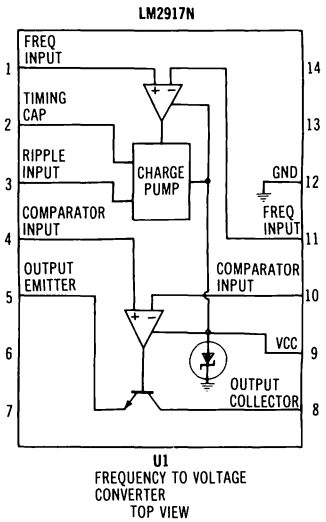 LM2917N
FREQ
INPUT
1
14
TIMING
CAP
2
13
+ -
CHARGE
PUMP
RIPPLE
INPUT
3
GND
12
COMPARATOR
INPUT
4
FREQ
INPUT
11
OUTPUT
EMITTER
5
COMPARATOR
INPUT
10
+ -
6
VCC
9
7
OUTPUT
COLLECTOR
8
U1
FREQUENCY TO VOLTAGE
CONVERTER
TOP VIEW